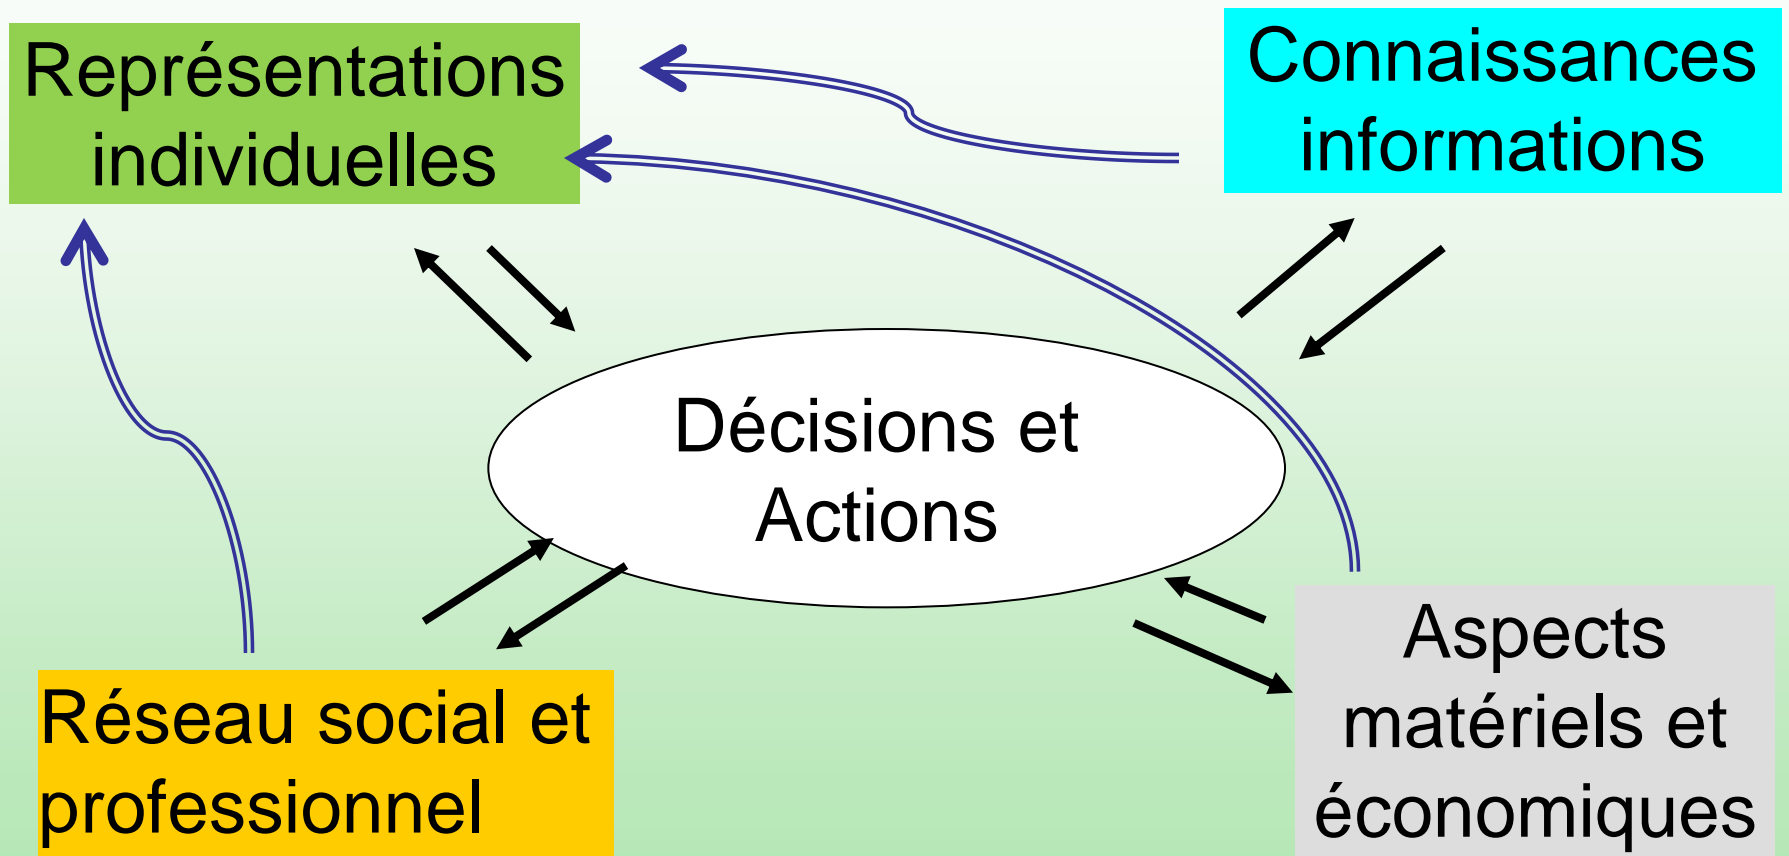 Représentations
individuelles
Connaissances
informations
Décisions et
Actions
Réseau social et
professionnel
Aspects
matériels et
économiques